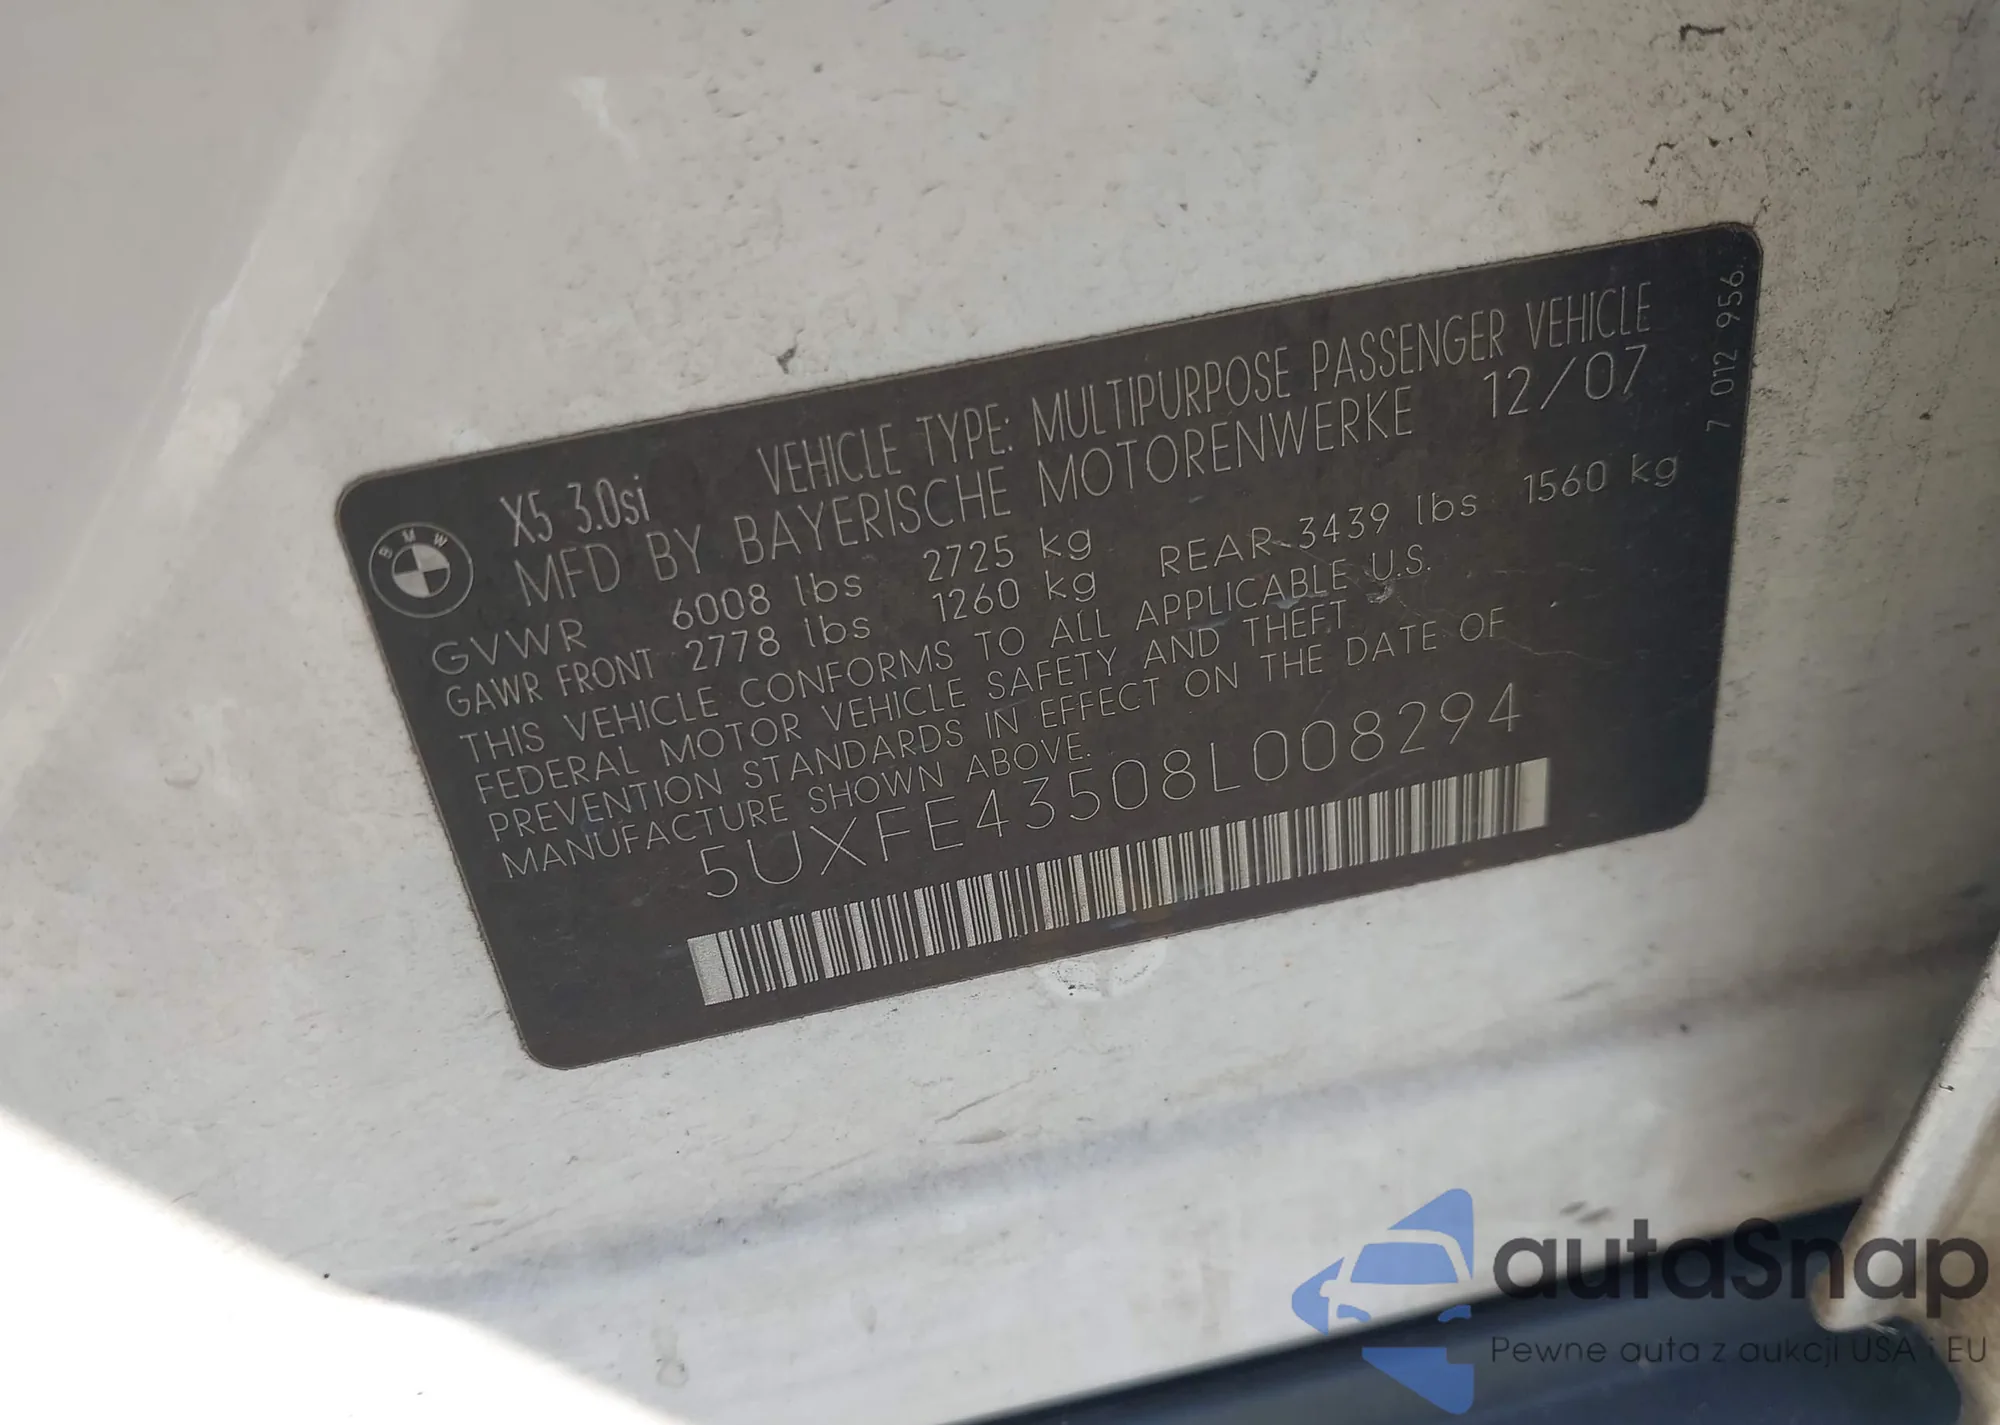 X5 3.0si VEHICLE TYPE: MULTIPURPOSE PASSENGER VEHICLE
MFD BY BAYERISCHE MOTORENWERKE 12/07
GVWR 6008 lbs 2725 kg
GAWR FRONT 2778 lbs 1260 kg REAR 3439 lbs 1560 kg
THIS VEHICLE CONFORMS TO ALL APPLICABLE U.S.
FEDERAL MOTOR VEHICLE SAFETY AND THEFT
PREVENTION STANDARDS IN EFFECT ON THE DATE OF
MANUFACTURE SHOWN ABOVE.
5UXFE43508L008294
7 012 956.
BMW
autaSnap
Pewne auta z aukcji USA i EU